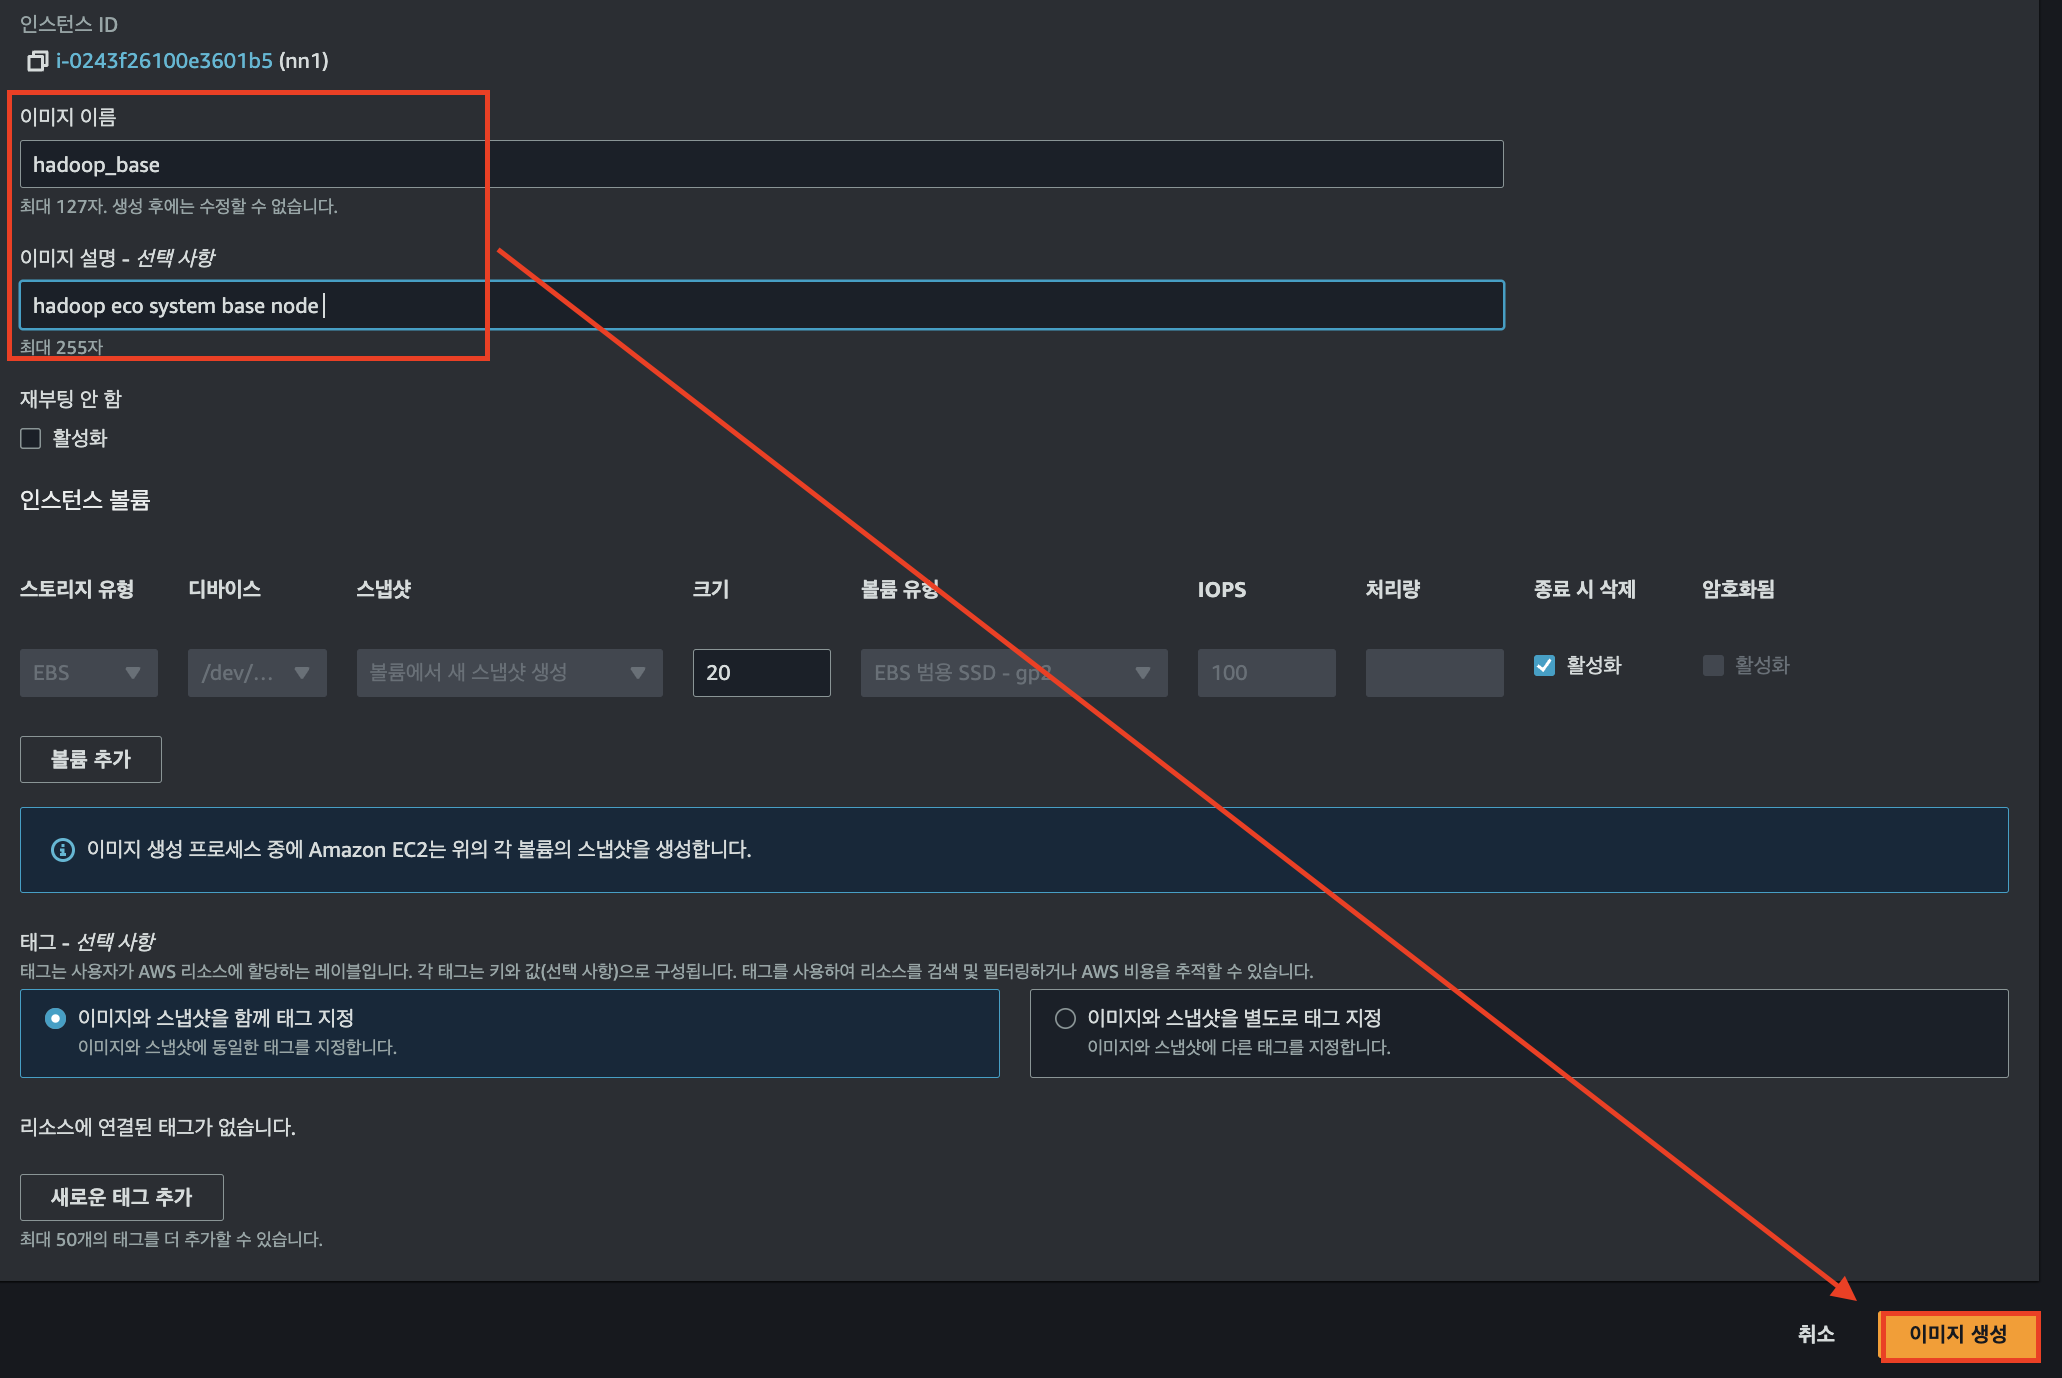 인스턴스 ID
i-0243f26100e3601b5 (nn1)
이미지 이름
hadoop_base
최대 127자. 생성 후에는 수정할 수 없습니다.
이미지 설명 - 선택 사항
hadoop eco system base node
최대 255자
재부팅 안 함
활성화
인스턴스 볼륨
스토리지 유형 디바이스 스냅샷 크기 볼륨 유형 IOPS 처리량 종료 시 삭제 암호화됨
EBS /dev/... 볼륨에서 새 스냅샷 생성 20 EBS 범용 SSD - gp2 100 활성화 활성화
볼륨 추가
이미지 생성 프로세스 중에 Amazon EC2는 위의 각 볼륨의 스냅샷을 생성합니다.
태그 - 선택 사항
태그는 사용자가 AWS 리소스에 할당하는 레이블입니다. 각 태그는 키와 값(선택 사항)으로 구성됩니다. 태그를 사용하여 리소스를 검색 및 필터링하거나 AWS 비용을 추적할 수 있습니다.
이미지와 스냅샷을 함께 태그 지정
이미지와 스냅샷에 동일한 태그를 지정합니다.
이미지와 스냅샷을 별도로 태그 지정
이미지와 스냅샷에 다른 태그를 지정합니다.
리소스에 연결된 태그가 없습니다.
새로운 태그 추가
최대 50개의 태그를 더 추가할 수 있습니다.
취소 이미지 생성